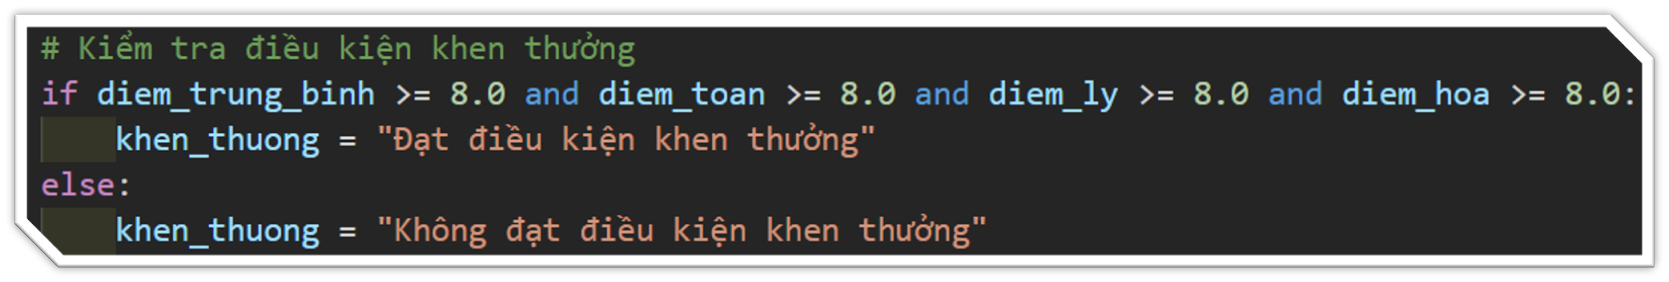 # Kiểm tra điều kiện khen thưởng
if diem_trung_binh >= 8.0 and diem_toan >= 8.0 and diem_ly >= 8.0 and diem_hoa >= 8.0:
    khen_thuong = "Đạt điều kiện khen thưởng"
else:
    khen_thuong = "Không đạt điều kiện khen thưởng"